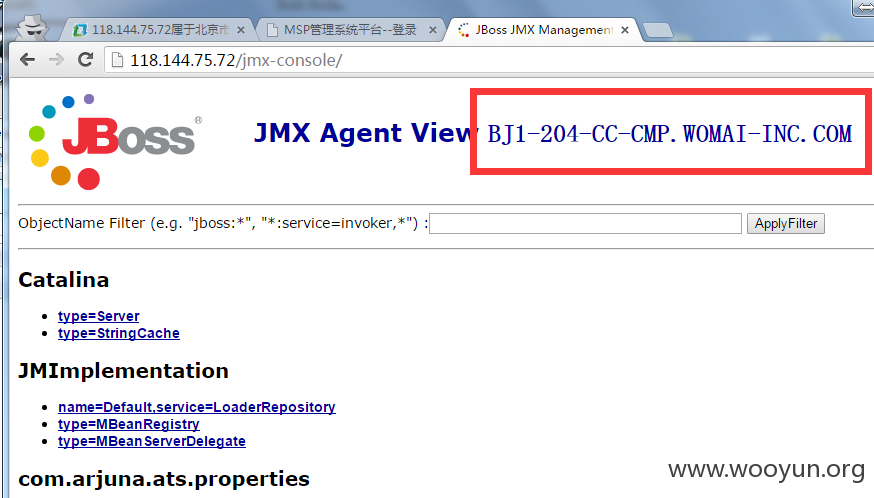 118.144.75.72属于北京市
MSP管理系统平台--登录
JBoss JMX Management
118.144.75.72/jmx-console/
JBoss®
JMX Agent View BJ1-204-CC-CMP.WOMAI-INC.COM
ObjectName Filter (e.g. "jboss:*", "*:service=invoker,*") : ApplyFilter
Catalina
type=Server
type=StringCache
JMImplementation
name=Default,service=LoaderRepository
type=MBeanRegistry
type=MBeanServerDelegate
com.arjuna.ats.properties
www.wooyun.org